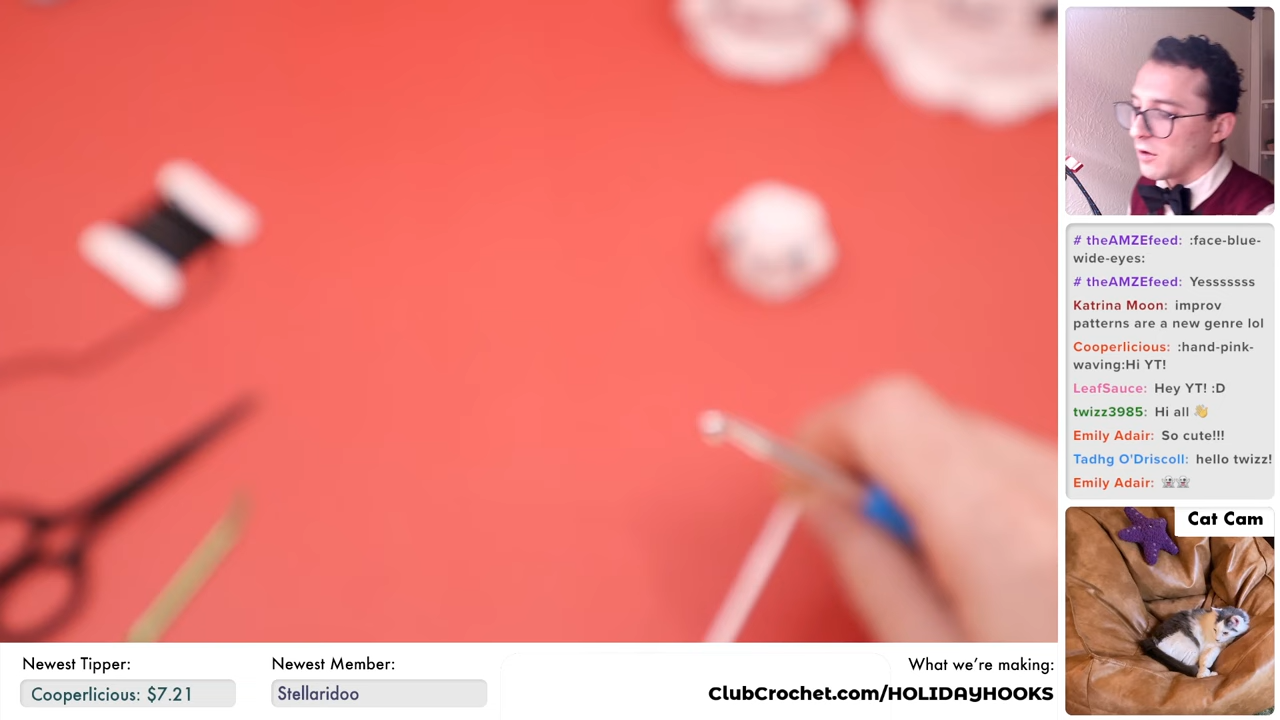 # theAMZEfeed: :face-blue-
wide-eyes:
# theAMZEfeed: Yesssssss
Katrina Moon: improv
patterns are a new genre lol
Cooperlicious: :hand-pink-
waving:Hi YT!
LeafSauce: Hey YT! :D
twizz3985: Hi all 👋
Emily Adair: So cute!!!
Tadhg O'Driscoll: hello twizz!
Emily Adair: 
Cat Cam
Newest Tipper:
Cooperlicious: $7.21
Newest Member:
Stellaridoo
What we're making:
ClubCrochet.com/HOLIDAYHOOKS